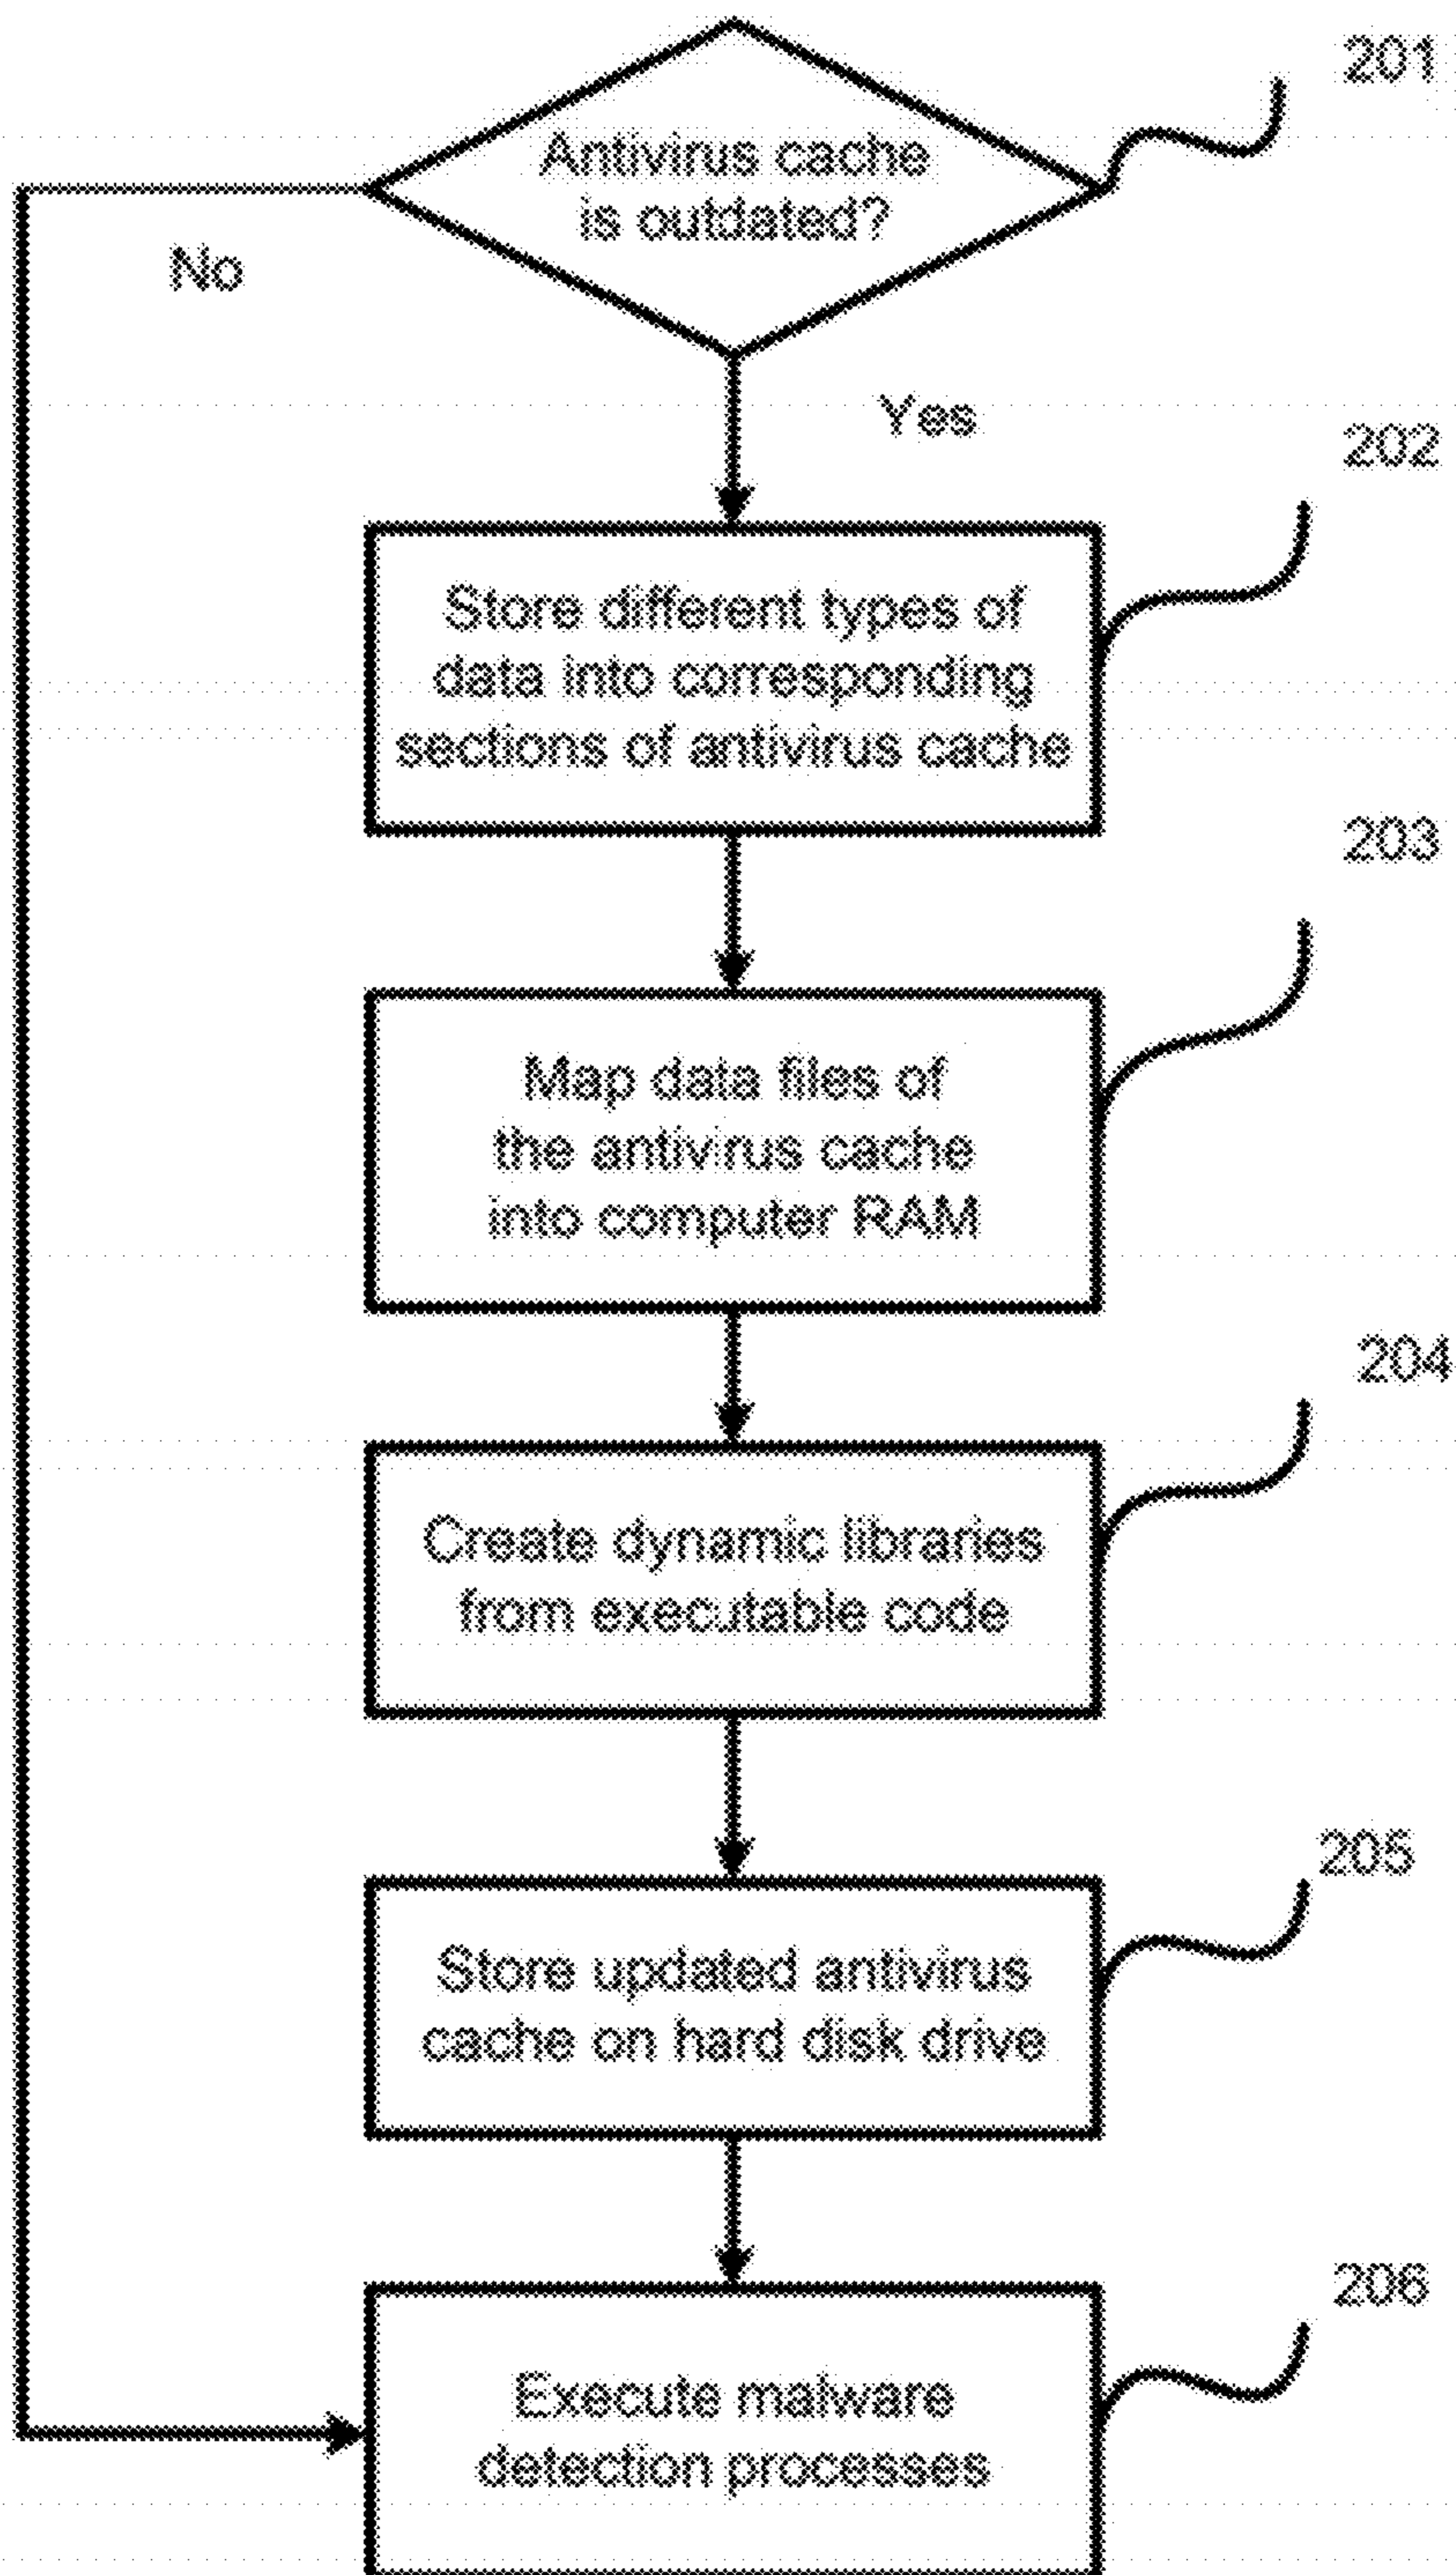 201
Antivirus cache
is outdated?
No
Yes
202
Store different types of
data into corresponding
sections of antivirus cache
203
Map data files of
the antivirus cache
into computer RAM
204
Create dynamic libraries
from executable code
205
Store updated antivirus
cache on hard disk drive
206
Execute malware
detection processes